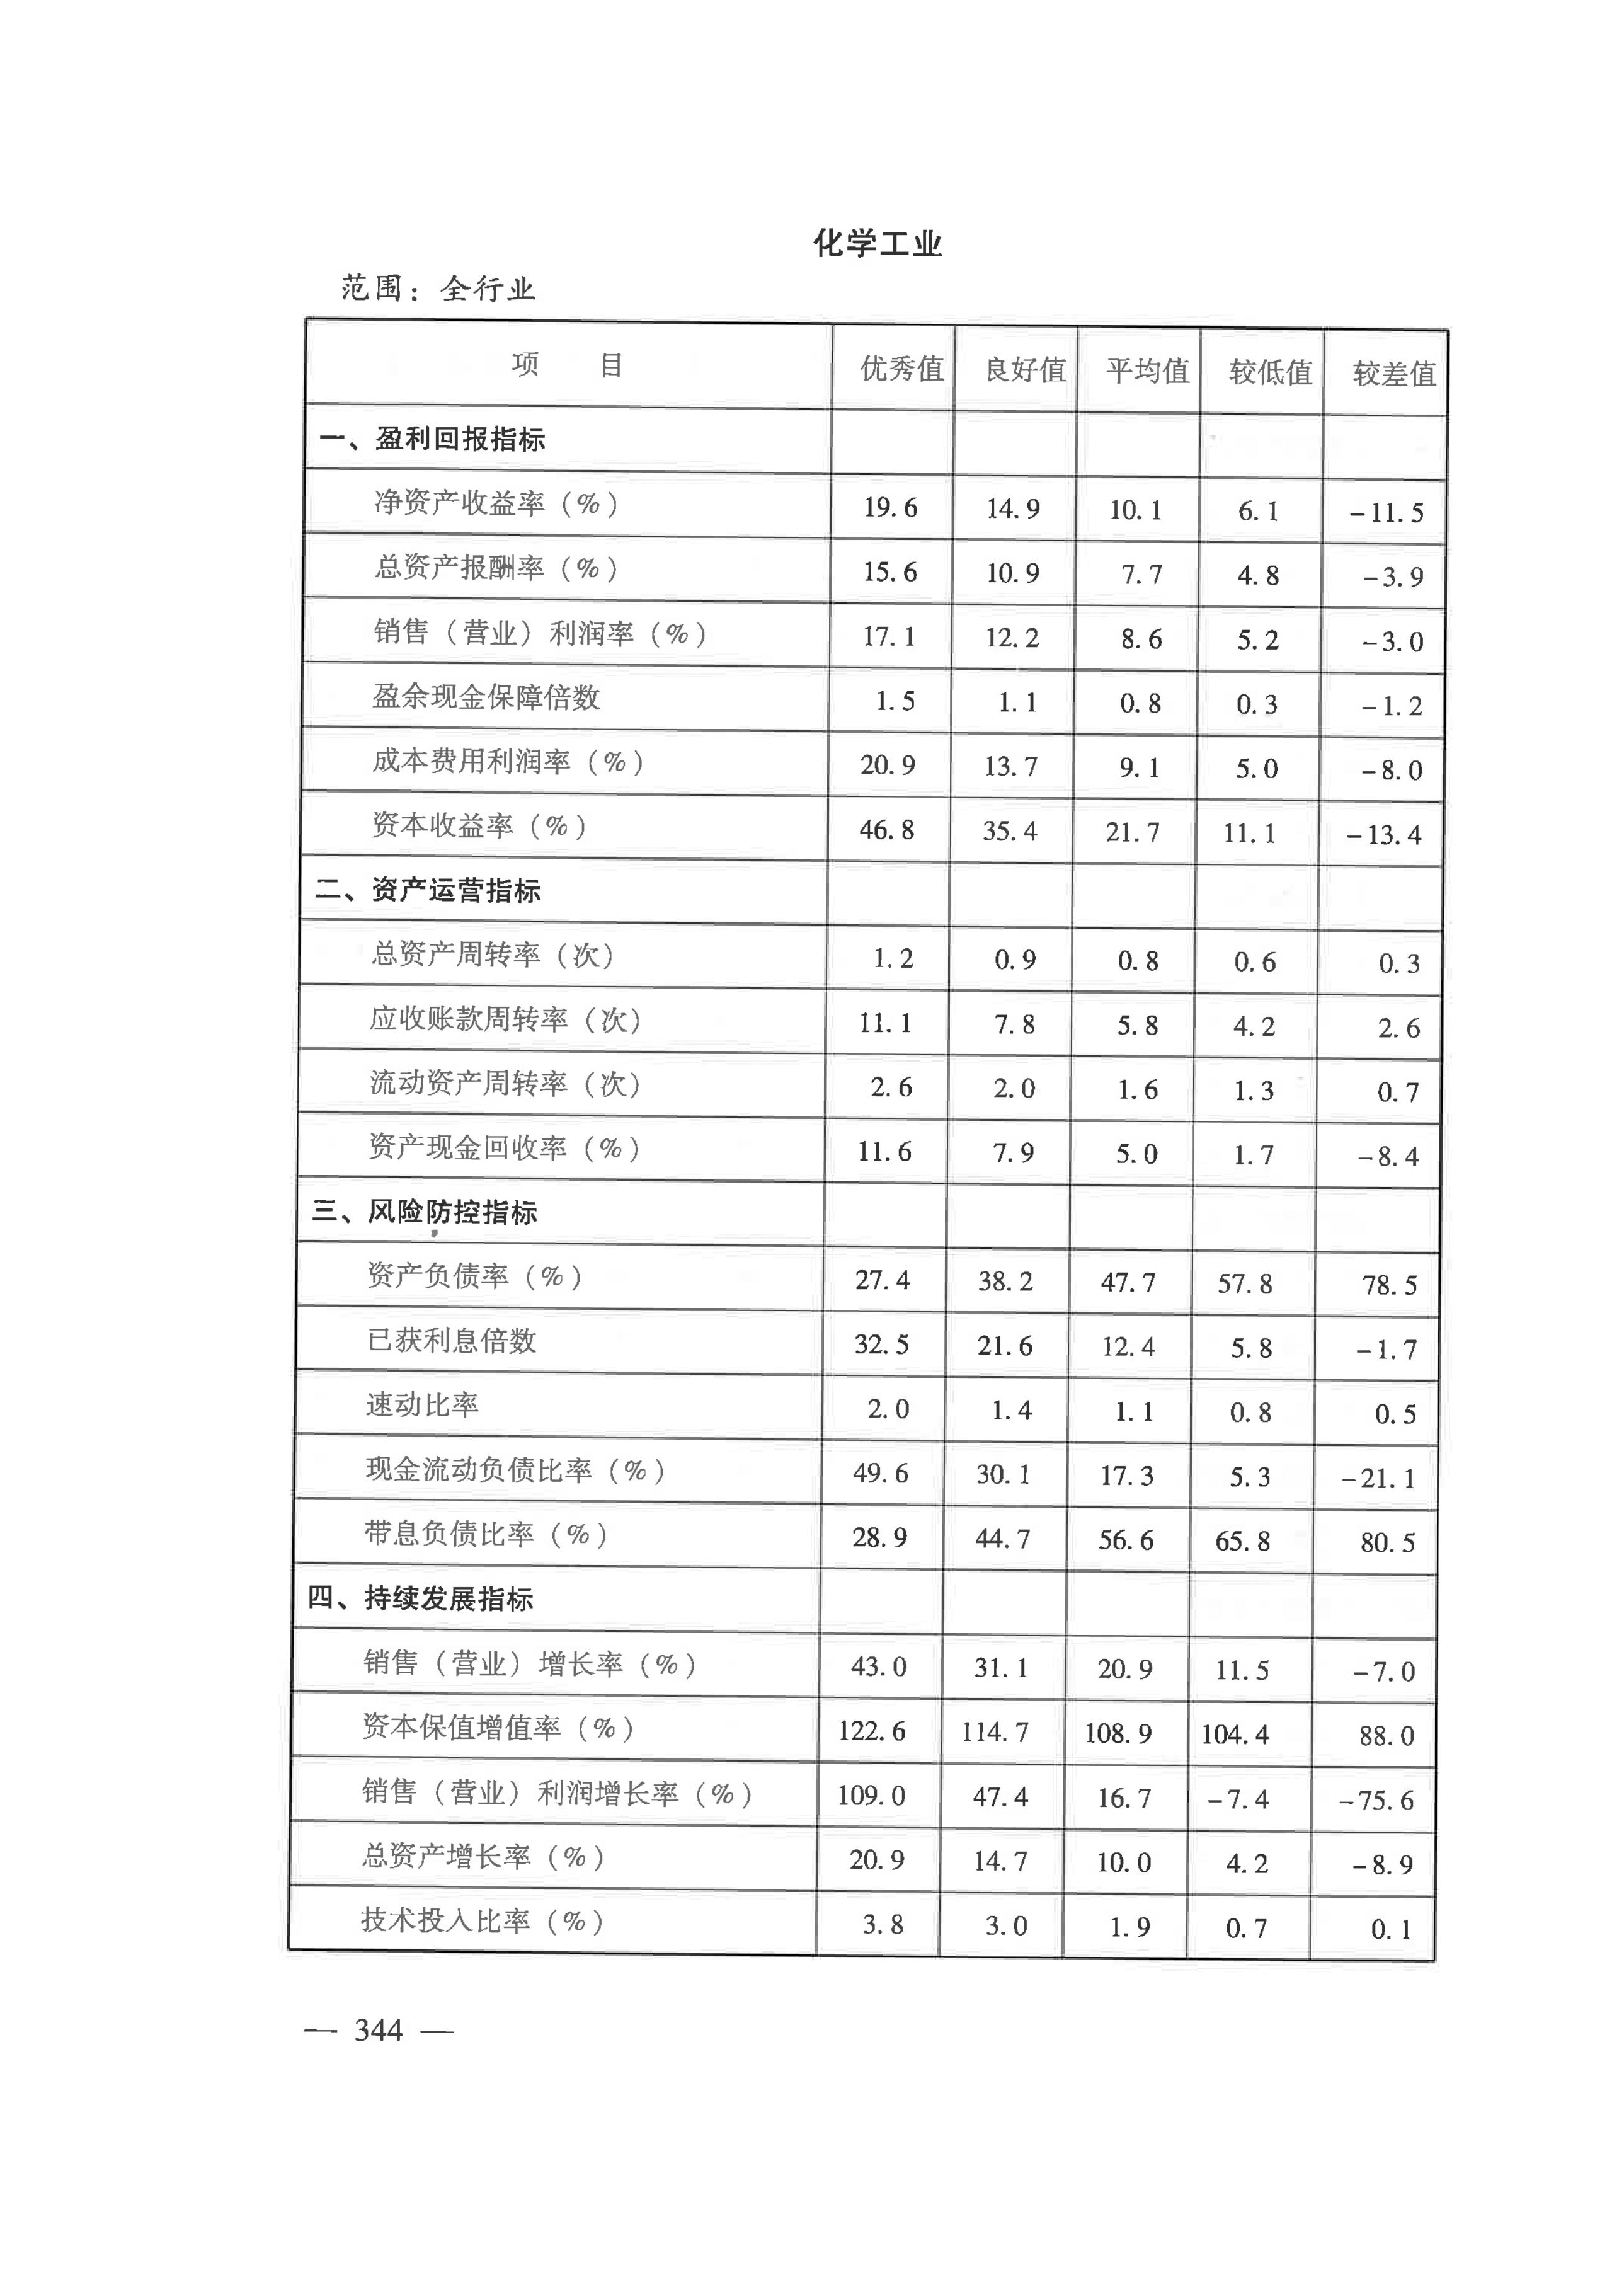 化学工业
范围：全行业
项 目 优秀值 良好值 平均值 较低值 较差值
一、盈利回报指标
净资产收益率（%） 19.6 14.9 10.1 6.1 -11.5
总资产报酬率（%） 15.6 10.9 7.7 4.8 -3.9
销售（营业）利润率（%） 17.1 12.2 8.6 5.2 -3.0
盈余现金保障倍数 1.5 1.1 0.8 0.3 -1.2
成本费用利润率（%） 20.9 13.7 9.1 5.0 -8.0
资本收益率（%） 46.8 35.4 21.7 11.1 -13.4
二、资产运营指标
总资产周转率（次） 1.2 0.9 0.8 0.6 0.3
应收账款周转率（次） 11.1 7.8 5.8 4.2 2.6
流动资产周转率（次） 2.6 2.0 1.6 1.3 0.7
资产现金回收率（%） 11.6 7.9 5.0 1.7 -8.4
三、风险防控指标
资产负债率（%） 27.4 38.2 47.7 57.8 78.5
已获利息倍数 32.5 21.6 12.4 5.8 -1.7
速动比率 2.0 1.4 1.1 0.8 0.5
现金流动负债比率（%） 49.6 30.1 17.3 5.3 -21.1
带息负债比率（%） 28.9 44.7 56.6 65.8 80.5
四、持续发展指标
销售（营业）增长率（%） 43.0 31.1 20.9 11.5 -7.0
资本保值增值率（%） 122.6 114.7 108.9 104.4 88.0
销售（营业）利润增长率（%） 109.0 47.4 16.7 -7.4 -75.6
总资产增长率（%） 20.9 14.7 10.0 4.2 -8.9
技术投入比率（%） 3.8 3.0 1.9 0.7 0.1
— 344 —